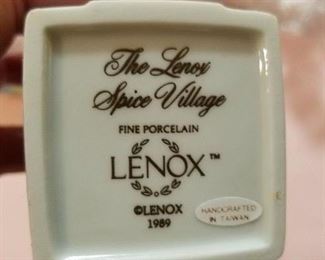 The Lenox
Spice Village
FINE PORCELAIN
LENOX™
©LENOX
1989
HANDCRAFTED
IN TAIWAN